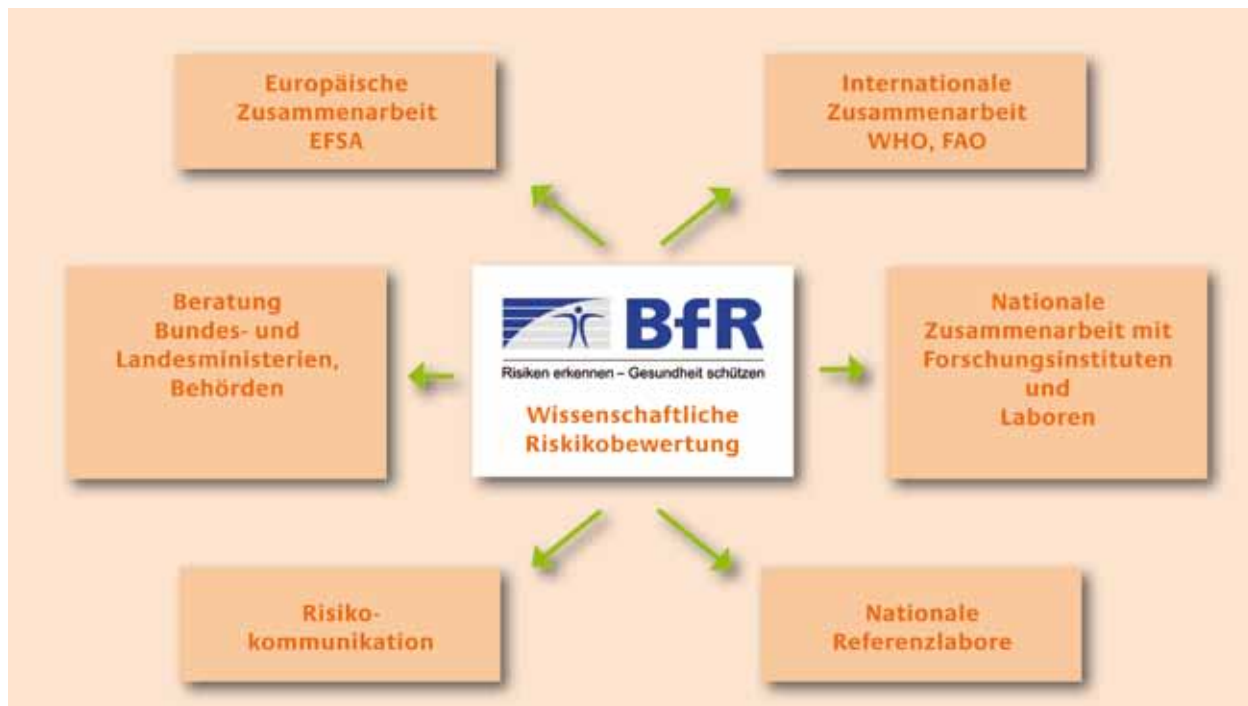 Europäische
Zusammenarbeit
EFSA
Internationale
Zusammenarbeit
WHO, FAO
Beratung
Bundes- und
Landesministerien,
Behörden
BfR
Risiken erkennen – Gesundheit schützen
Wissenschaftliche
Riskikobewertung
Nationale
Zusammenarbeit mit
Forschungsinstituten
und
Laboren
Risiko-
kommunikation
Nationale
Referenzlabore